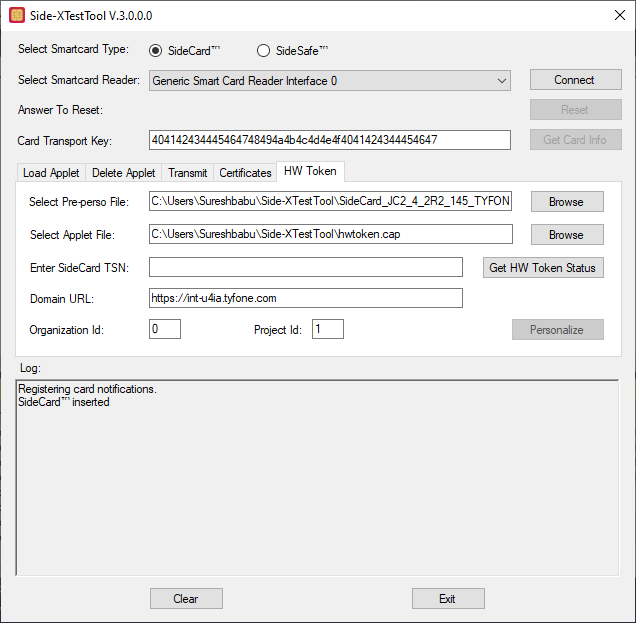 Side-XTestTool V.3.0.0.0
Select Smartcard Type: SideCard™ SideSafe™
Select Smartcard Reader: Generic Smart Card Reader Interface 0 Connect
Answer To Reset: Reset
Card Transport Key: 404142434445464748494a4b4c4d4e4f4041424344454647 Get Card Info
Load Applet Delete Applet Transmit Certificates HW Token
Select Pre-perso File: C:\Users\Sureshbabu\Side-XTestTool\SideCard_JC2_4_2R2_145_TYFON Browse
Select Applet File: C:\Users\Sureshbabu\Side-XTestTool\hwtoken.cap Browse
Enter SideCard TSN: Get HW Token Status
Domain URL: https://int-u4ia.tyfone.com
Organization Id: 0 Project Id: 1 Personalize
Log:
Registering card notifications.
SideCard™ inserted
Clear Exit